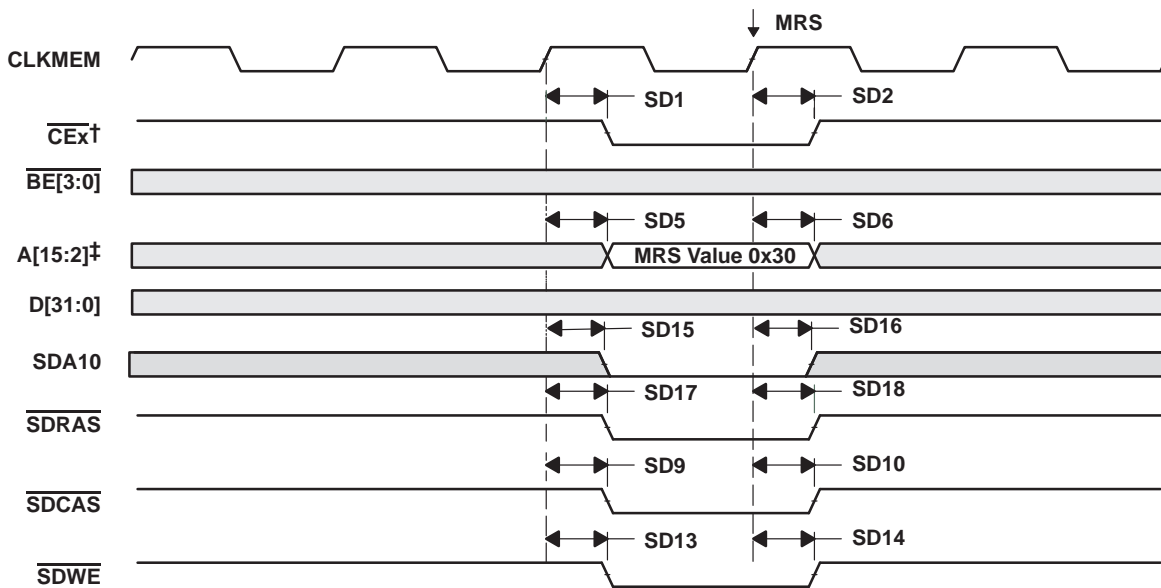 MRS
CLKMEM
SD1 SD2
CEx†
BE[3:0]
SD5 SD6
A[15:2]‡ MRS Value 0x30
D[31:0]
SD15 SD16
SDA10
SD17 SD18
SDRAS
SD9 SD10
SDCAS
SD13 SD14
SDWE